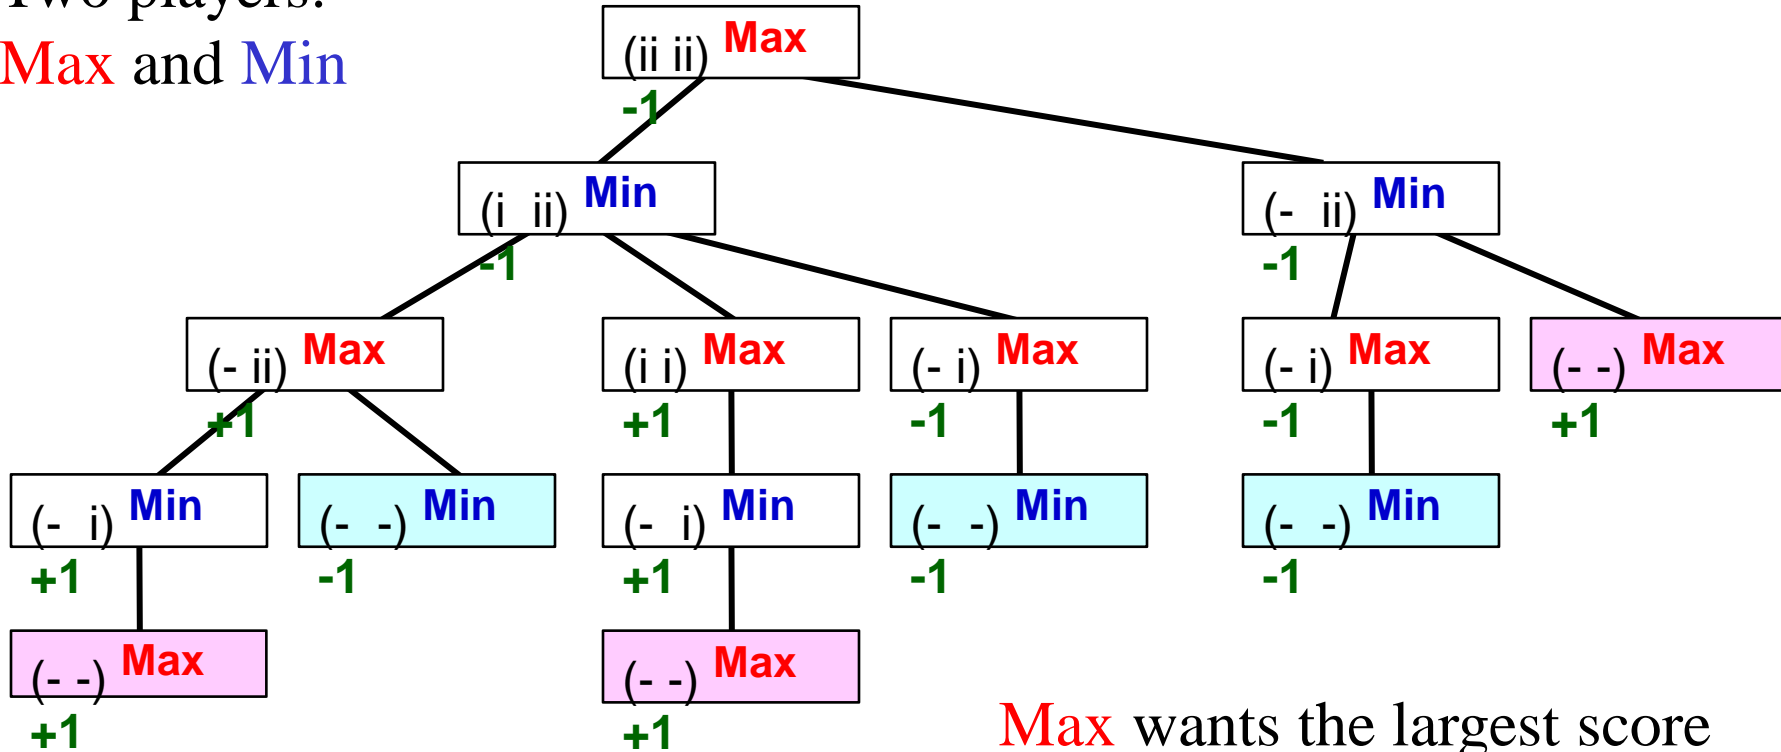 Two players:
Max and Min
(ii ii) Max
-1
(i ii) Min
-1
(- ii) Min
-1
(- ii) Max
+1
(i i) Max
+1
(- i) Max
-1
(- i) Max
-1
(- -) Max
+1
(- i) Min
+1
(- -) Min
-1
(- i) Min
+1
(- -) Min
-1
(- -) Min
-1
(- -) Max
+1
(- -) Max
+1
Max wants the largest score